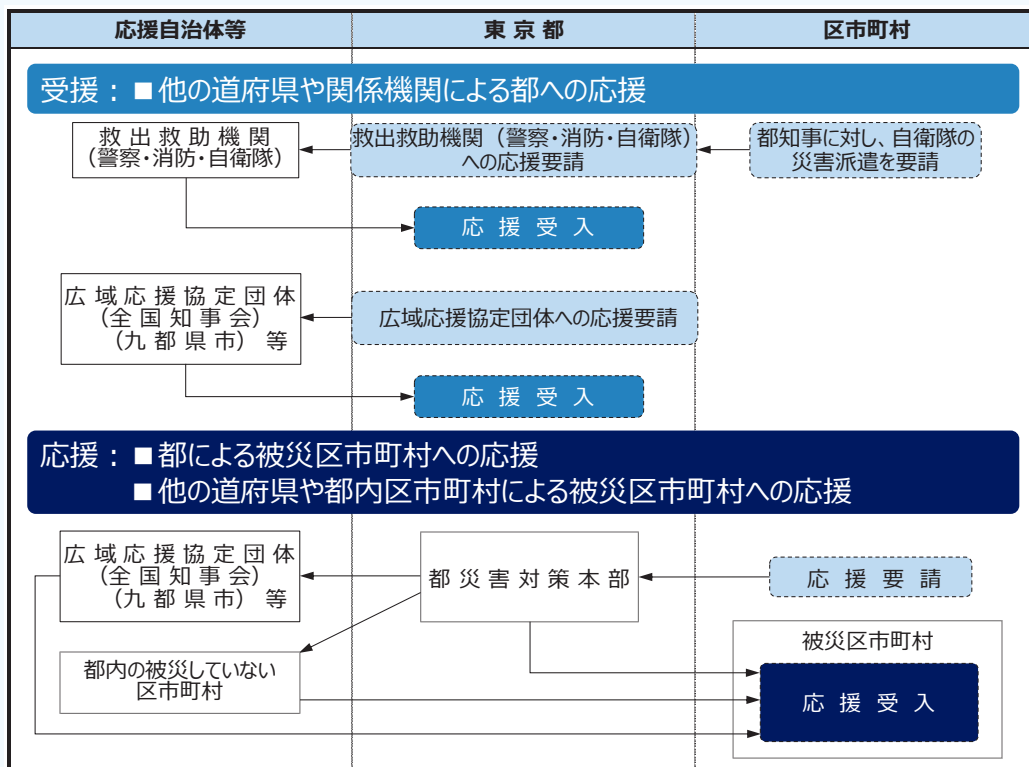 応援自治体等
東京都
区市町村
受援：■他の道府県や関係機関による都への応援
救出救助機関
（警察・消防・自衛隊）
救出救助機関（警察・消防・自衛隊）
への応援要請
都知事に対し、自衛隊の
災害派遣を要請
応援受入
広域応援協定団体
（全国知事会）
（九都県市）等
広域応援協定団体への応援要請
応援受入
応援：■都による被災区市町村への応援
■他の道府県や都内区市町村による被災区市町村への応援
広域応援協定団体
（全国知事会）
（九都県市）等
都災害対策本部
応援要請
都内の被災していない
区市町村
被災区市町村
応援受入